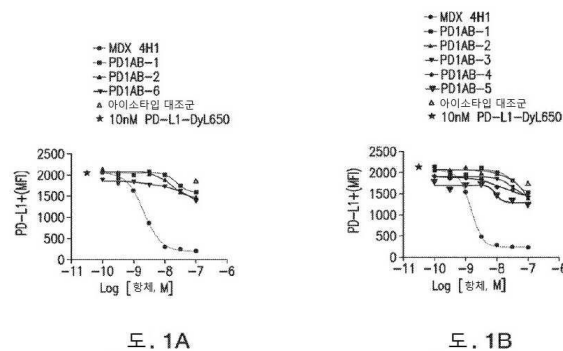 MDX 4H1
PD1AB-1
PD1AB-2
PD1AB-6
아이소타입 대조군
10nM PD-L1-DyL650
PD-L1+(MFI)
2500
2000
1500
1000
500
0
-11 -10 -9 -8 -7 -6
Log [항체, M]
도. 1A
MDX 4H1
PD1AB-1
PD1AB-2
PD1AB-3
PD1AB-4
PD1AB-5
아이소타입 대조군
10nM PD-L1-DyL650
PD-L1+(MFI)
2500
2000
1500
1000
500
0
-11 -10 -9 -8 -7 -6
Log [항체, M]
도. 1B